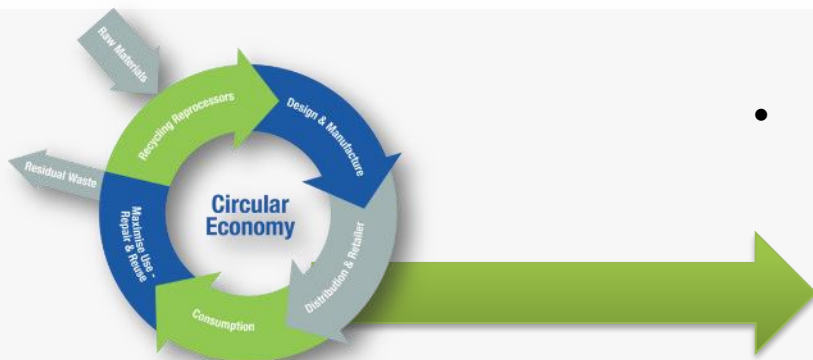 Raw Materials
Recycling Reprocessors
Design & Manufacture
Residual Waste
Circular
Economy
Maximise Use -
Repair & Reuse
Distribution & Retailer
Consumption
•